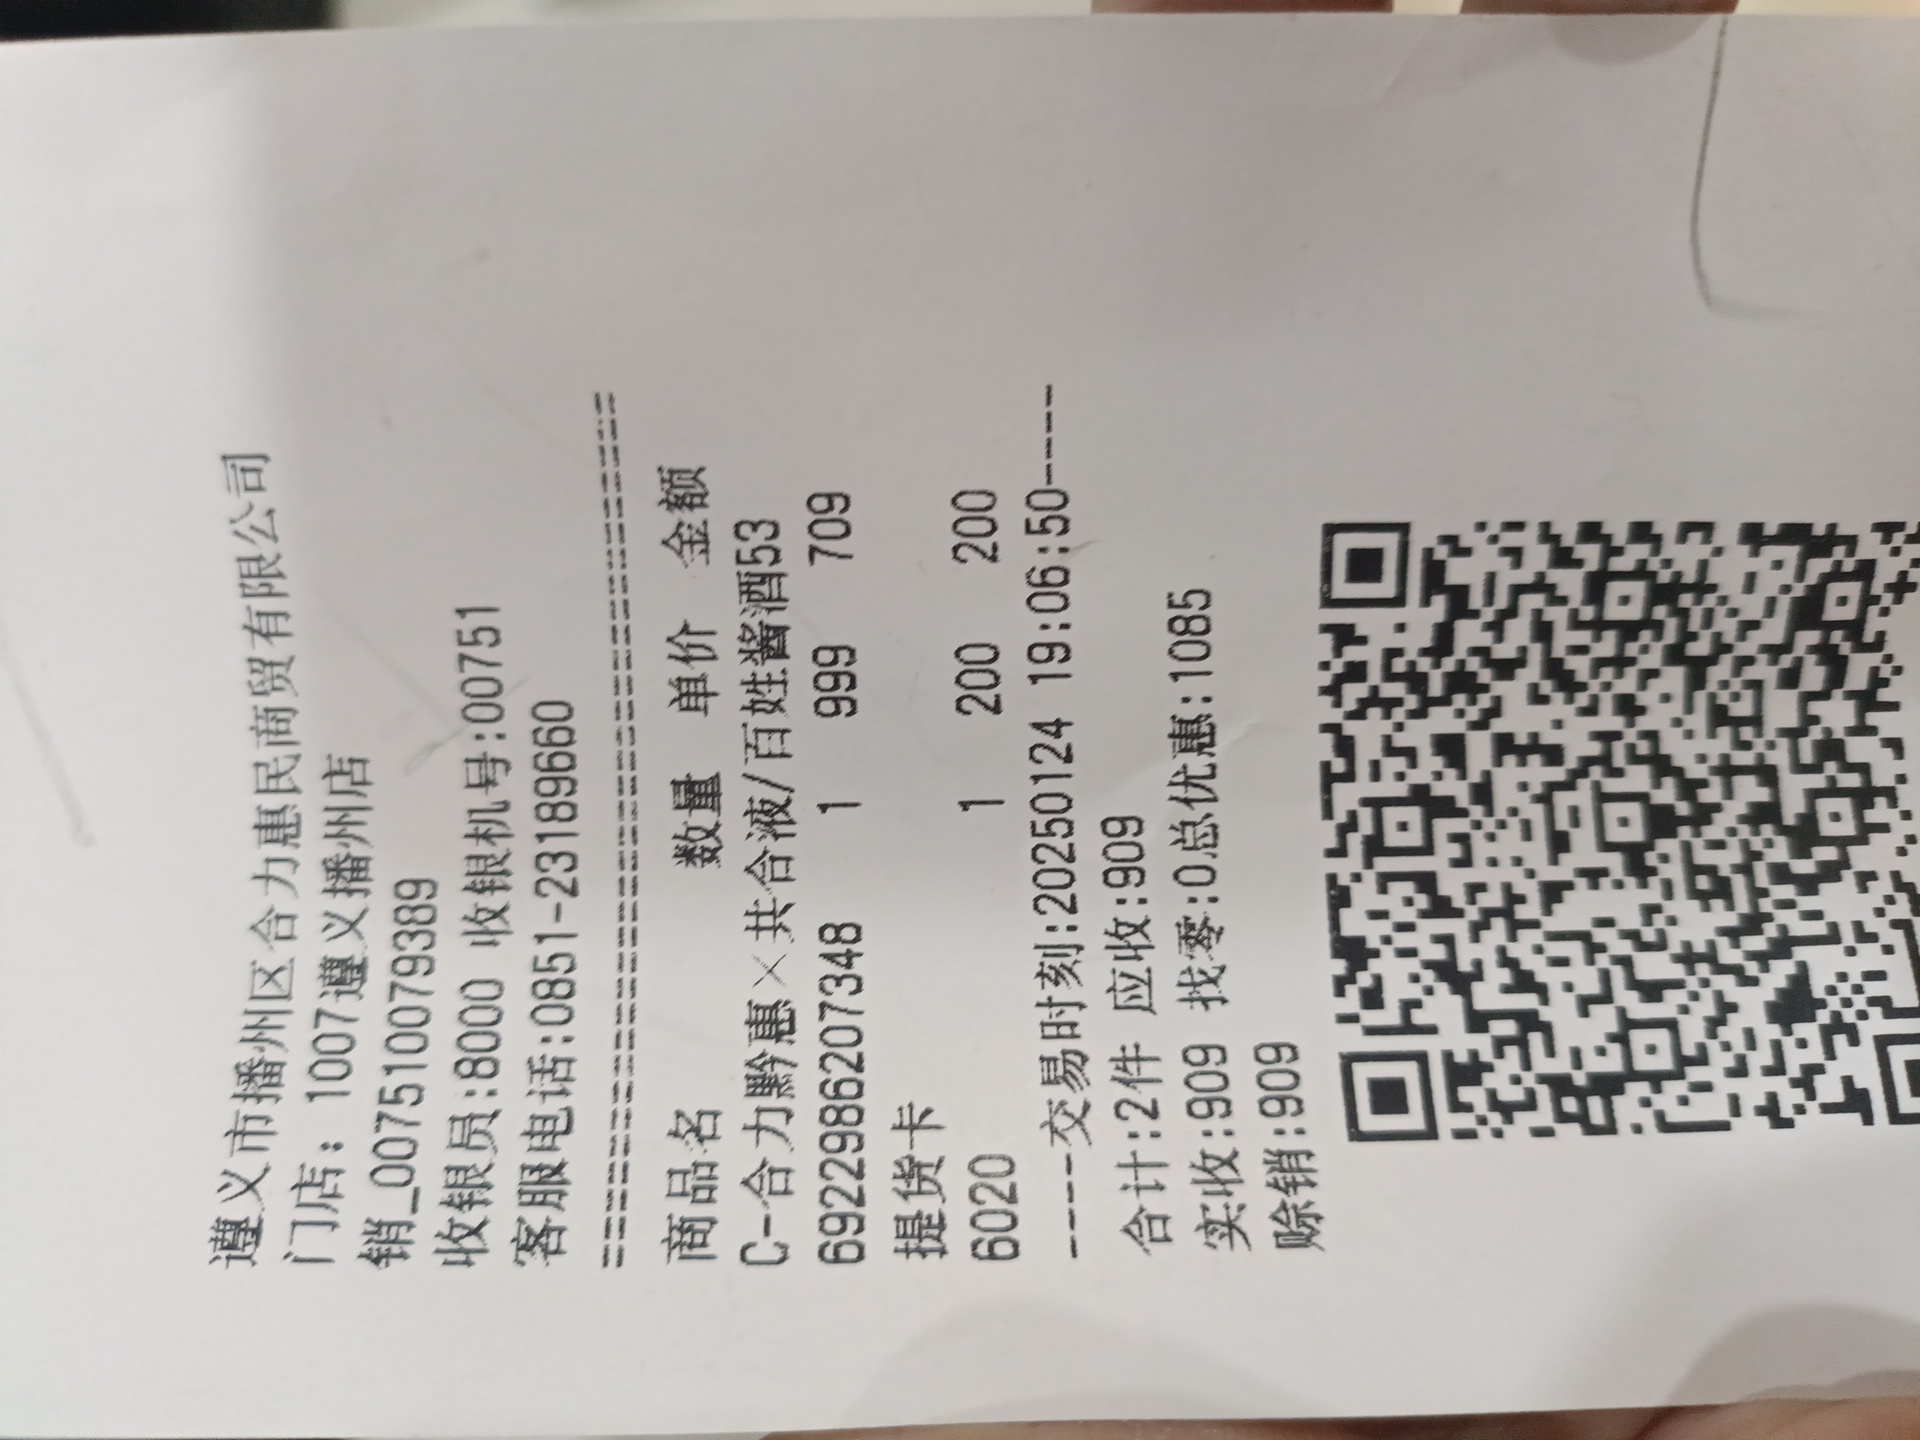 遵义市播州区合力惠民商贸有限公司
门店：1007遵义播州店
销_007510079389
收银员:8000 收银机号:00751
客服电话:0851-23189660
商品名 数量 单价 金额
C-合力黔惠×共合液/百姓酱酒53
6922986207348 1 999 709
提货卡
6020 1 200 200
-----交易时刻:20250124 19:06:50-----
合计:2件 应收:909
实收:909 找零:0总优惠:1085
赊销:909